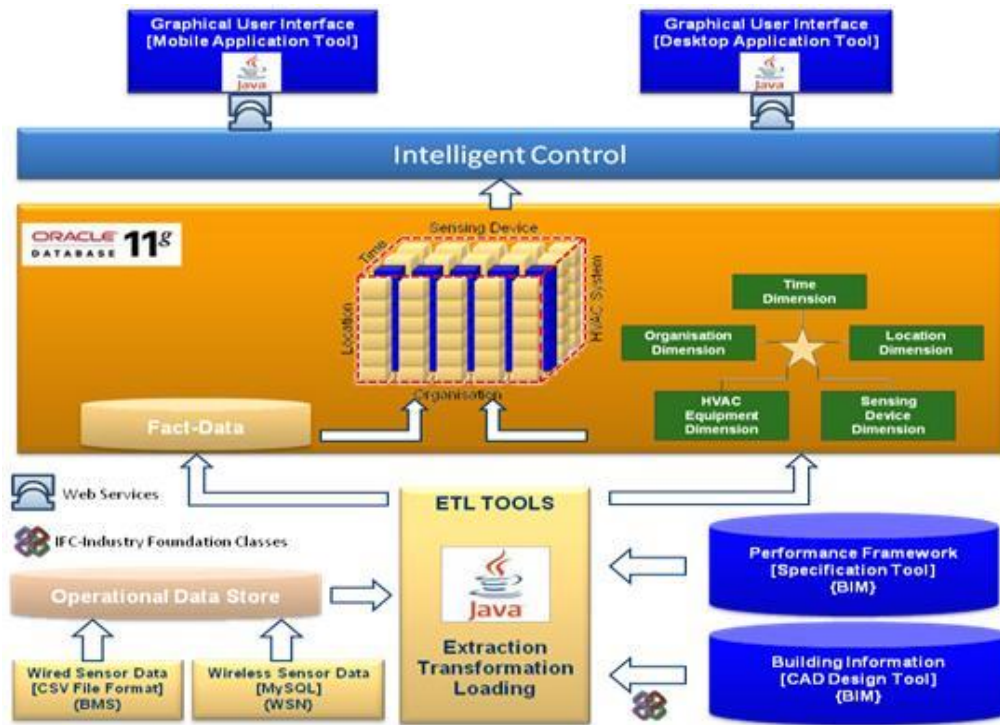 Graphical User Interface
[Mobile Application Tool]
Java
Graphical User Interface
[Desktop Application Tool]
Java
Intelligent Control
ORACLE
DATABASE 11g
Sensing Device
Time
Location
HVAC System
Organisation
Time
Dimension
Organisation
Dimension
Location
Dimension
HVAC
Equipment
Dimension
Sensing
Device
Dimension
Fact-Data
Web Services
IFC-Industry Foundation Classes
ETL TOOLS
Java
Extraction
Transformation
Loading
Operational Data Store
Wired Sensor Data
[CSV File Format]
(BMS)
Wireless Sensor Data
[MySQL]
(WSN)
Performance Framework
[Specification Tool]
{BIM}
Building Information
[CAD Design Tool]
{BIM}